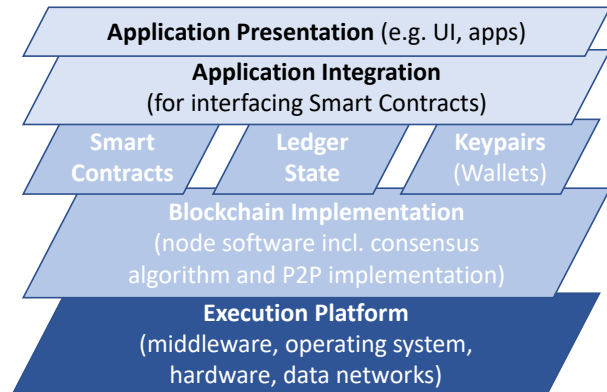 Application Presentation (e.g. UI, apps)
Application Integration
(for interfacing Smart Contracts)
Smart
Contracts
Ledger
State
Keypairs
(Wallets)
Blockchain Implementation
(node software incl. consensus
algorithm and P2P implementation)
Execution Platform
(middleware, operating system,
hardware, data networks)